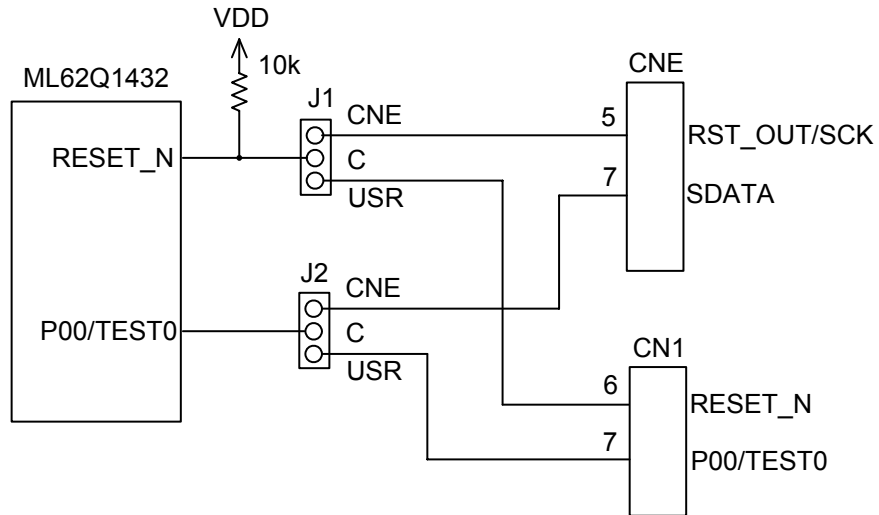 VDD
10k
ML62Q1432
RESET_N
P00/TEST0
J1
CNE
C
USR
J2
CNE
C
USR
CNE
5
RST_OUT/SCK
7
SDATA
CN1
6
RESET_N
7
P00/TEST0